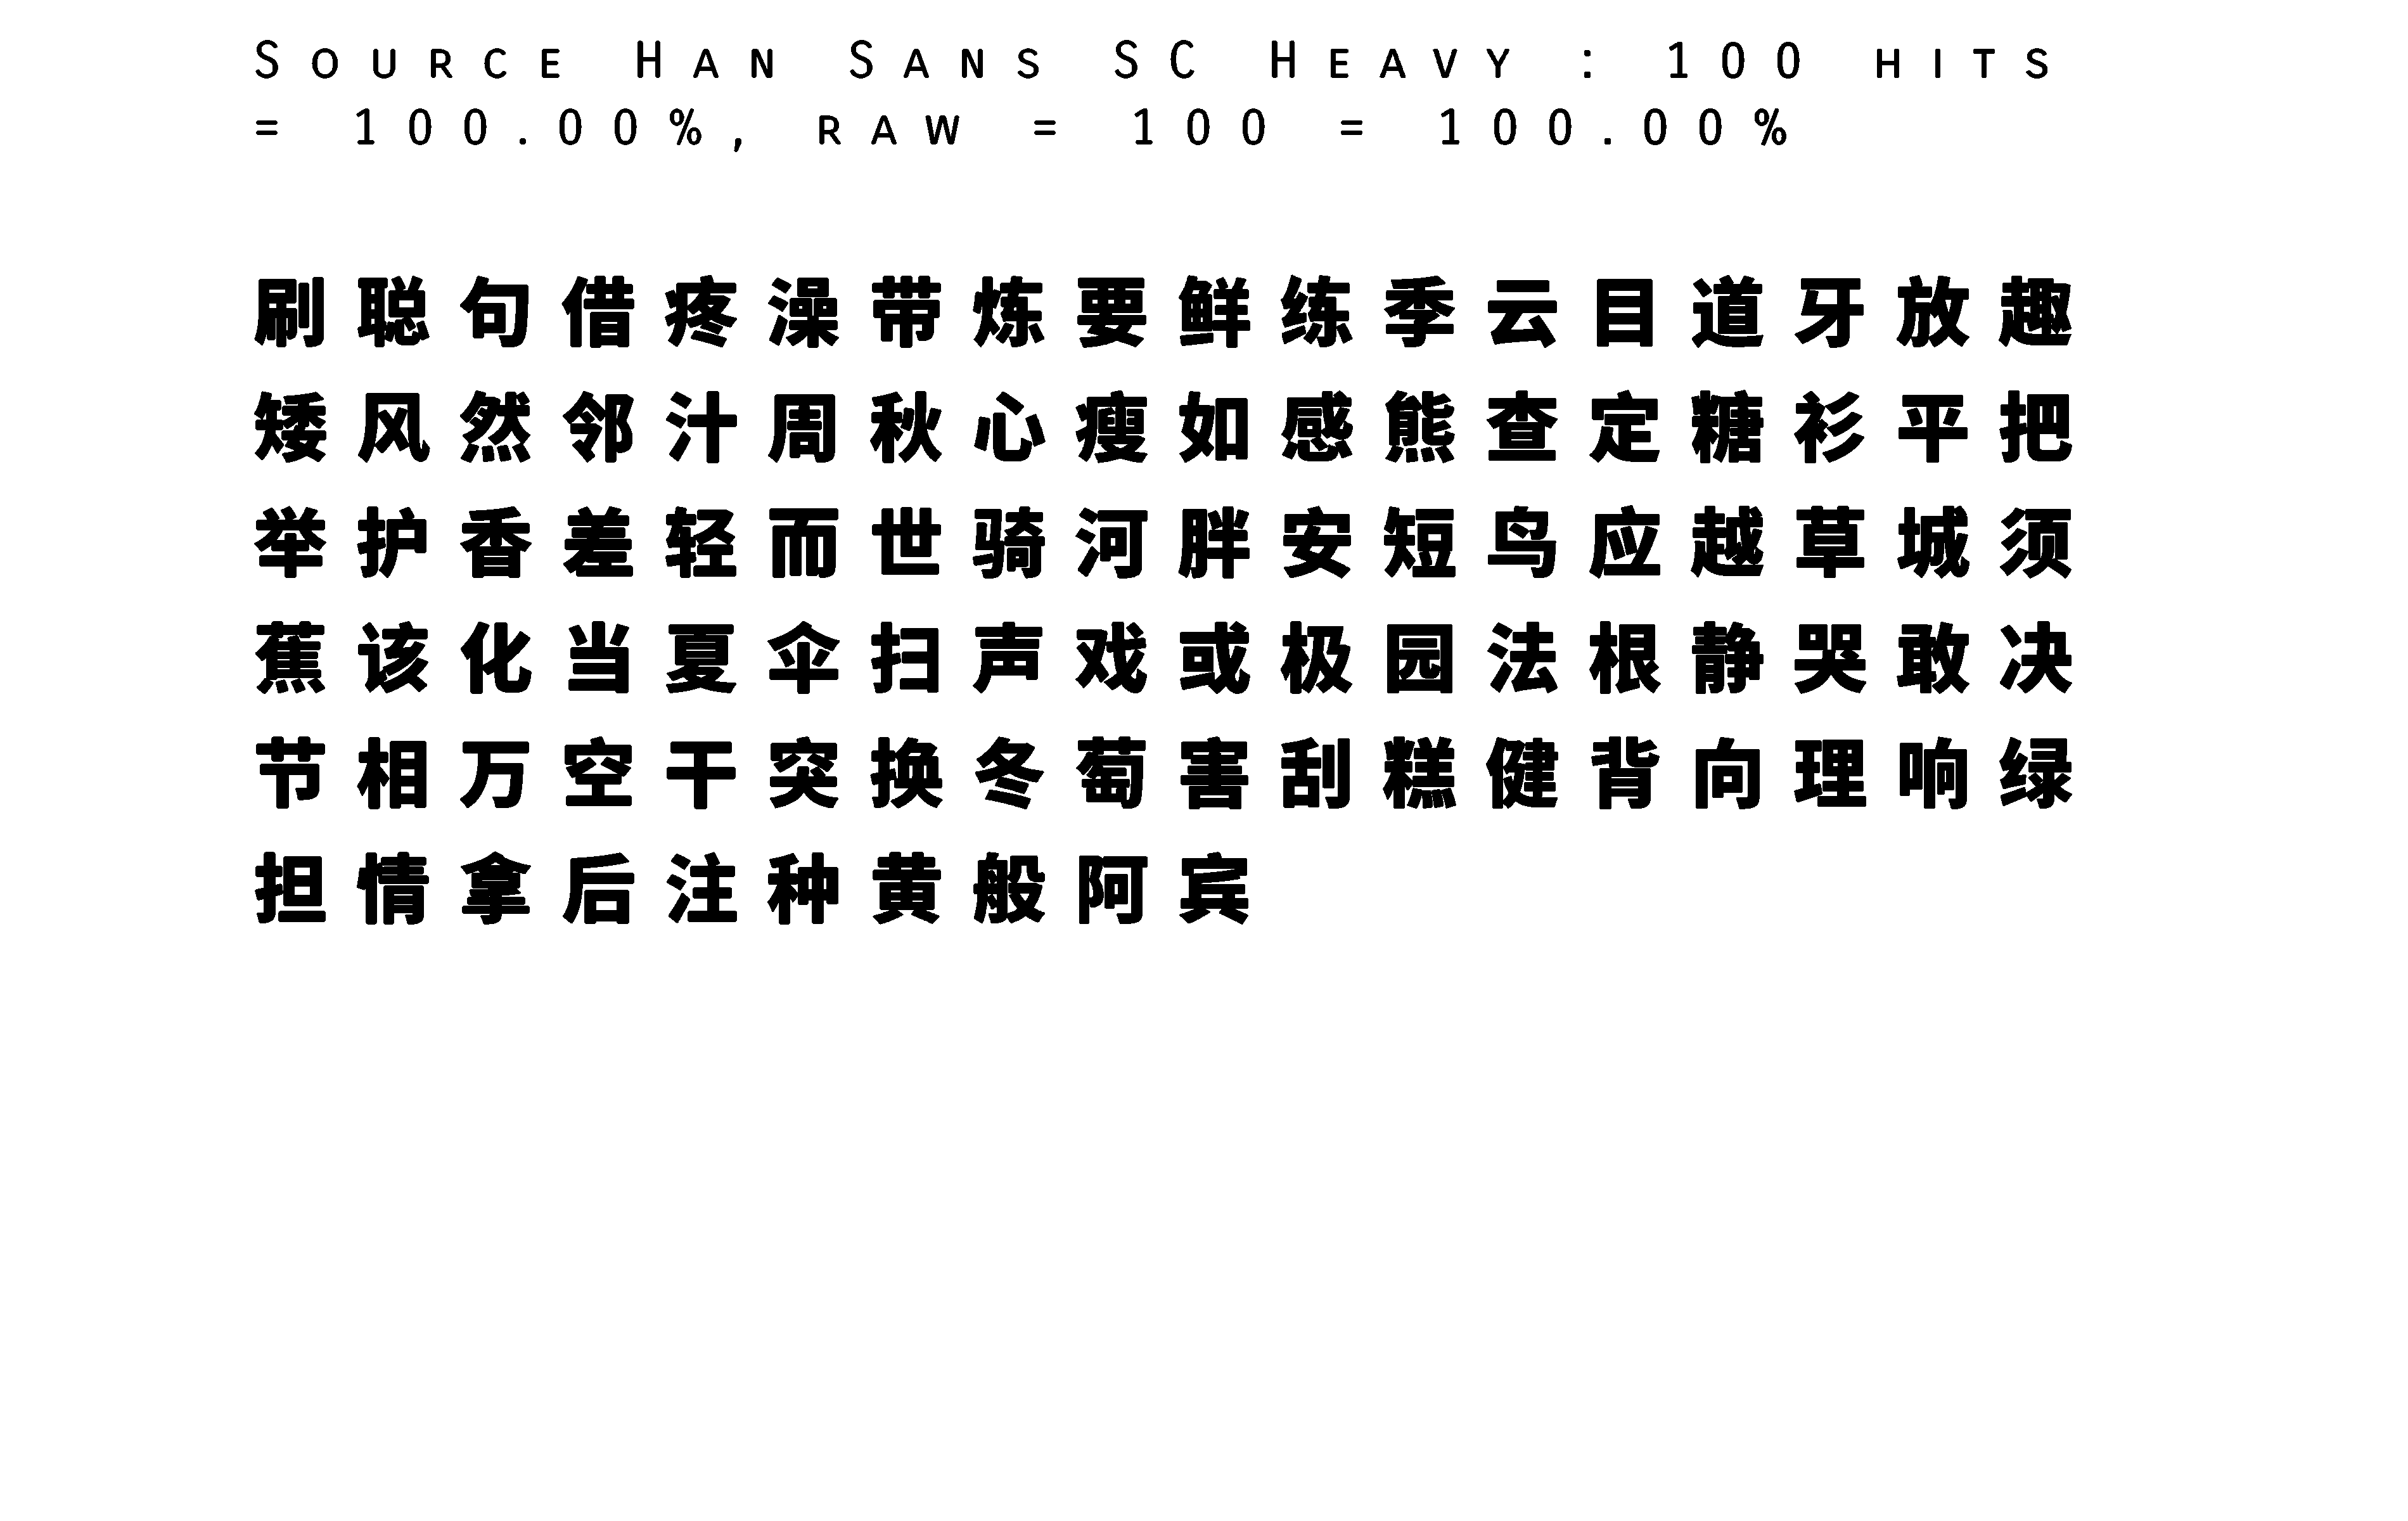 Source Han Sans SC Heavy : 100 hits
= 100.00%, raw = 100 = 100.00%
刷聪句借疼澡带炼要鲜练季云目道牙放趣
矮风然邻汁周秋心瘦如感熊查定糖衫平把
举护香差轻而世骑河胖安短鸟应越草城须
蕉该化当夏伞扫声戏或极园法根静哭敢决
节相万空干突换冬萄害刮糕健背向理响绿
担情拿后注种黄般阿宾